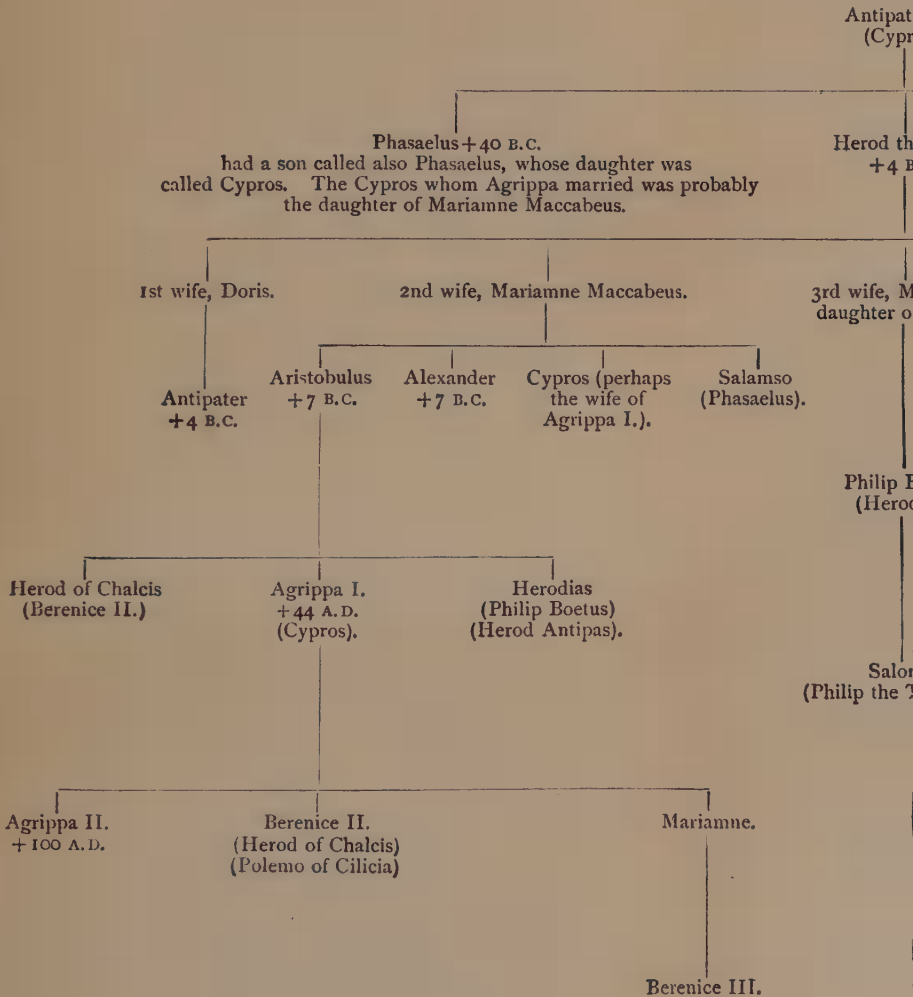 Antipat
(Cypr
Phasaelus+40 B.C.
had a son called also Phasaelus, whose daughter was
called Cypros. The Cypros whom Agrippa married was probably
the daughter of Mariamne Maccabeus.
Herod th
+4 B
1st wife, Doris.
2nd wife, Mariamne Maccabeus.
3rd wife, M
daughter o
Antipater
+4 B.C.
Aristobulus
+7 B.C.
Alexander
+7 B.C.
Cypros (perhaps
the wife of
Agrippa I.).
Salamso
(Phasaelus).
Philip B
(Herod
Herod of Chalcis
(Berenice II.)
Agrippa I.
+44 A.D.
(Cypros).
Herodias
(Philip Boetus)
(Herod Antipas).
Salom
(Philip the T
Agrippa II.
+100 A.D.
Berenice II.
(Herod of Chalcis)
(Polemo of Cilicia)
Mariamne.
Berenice III.